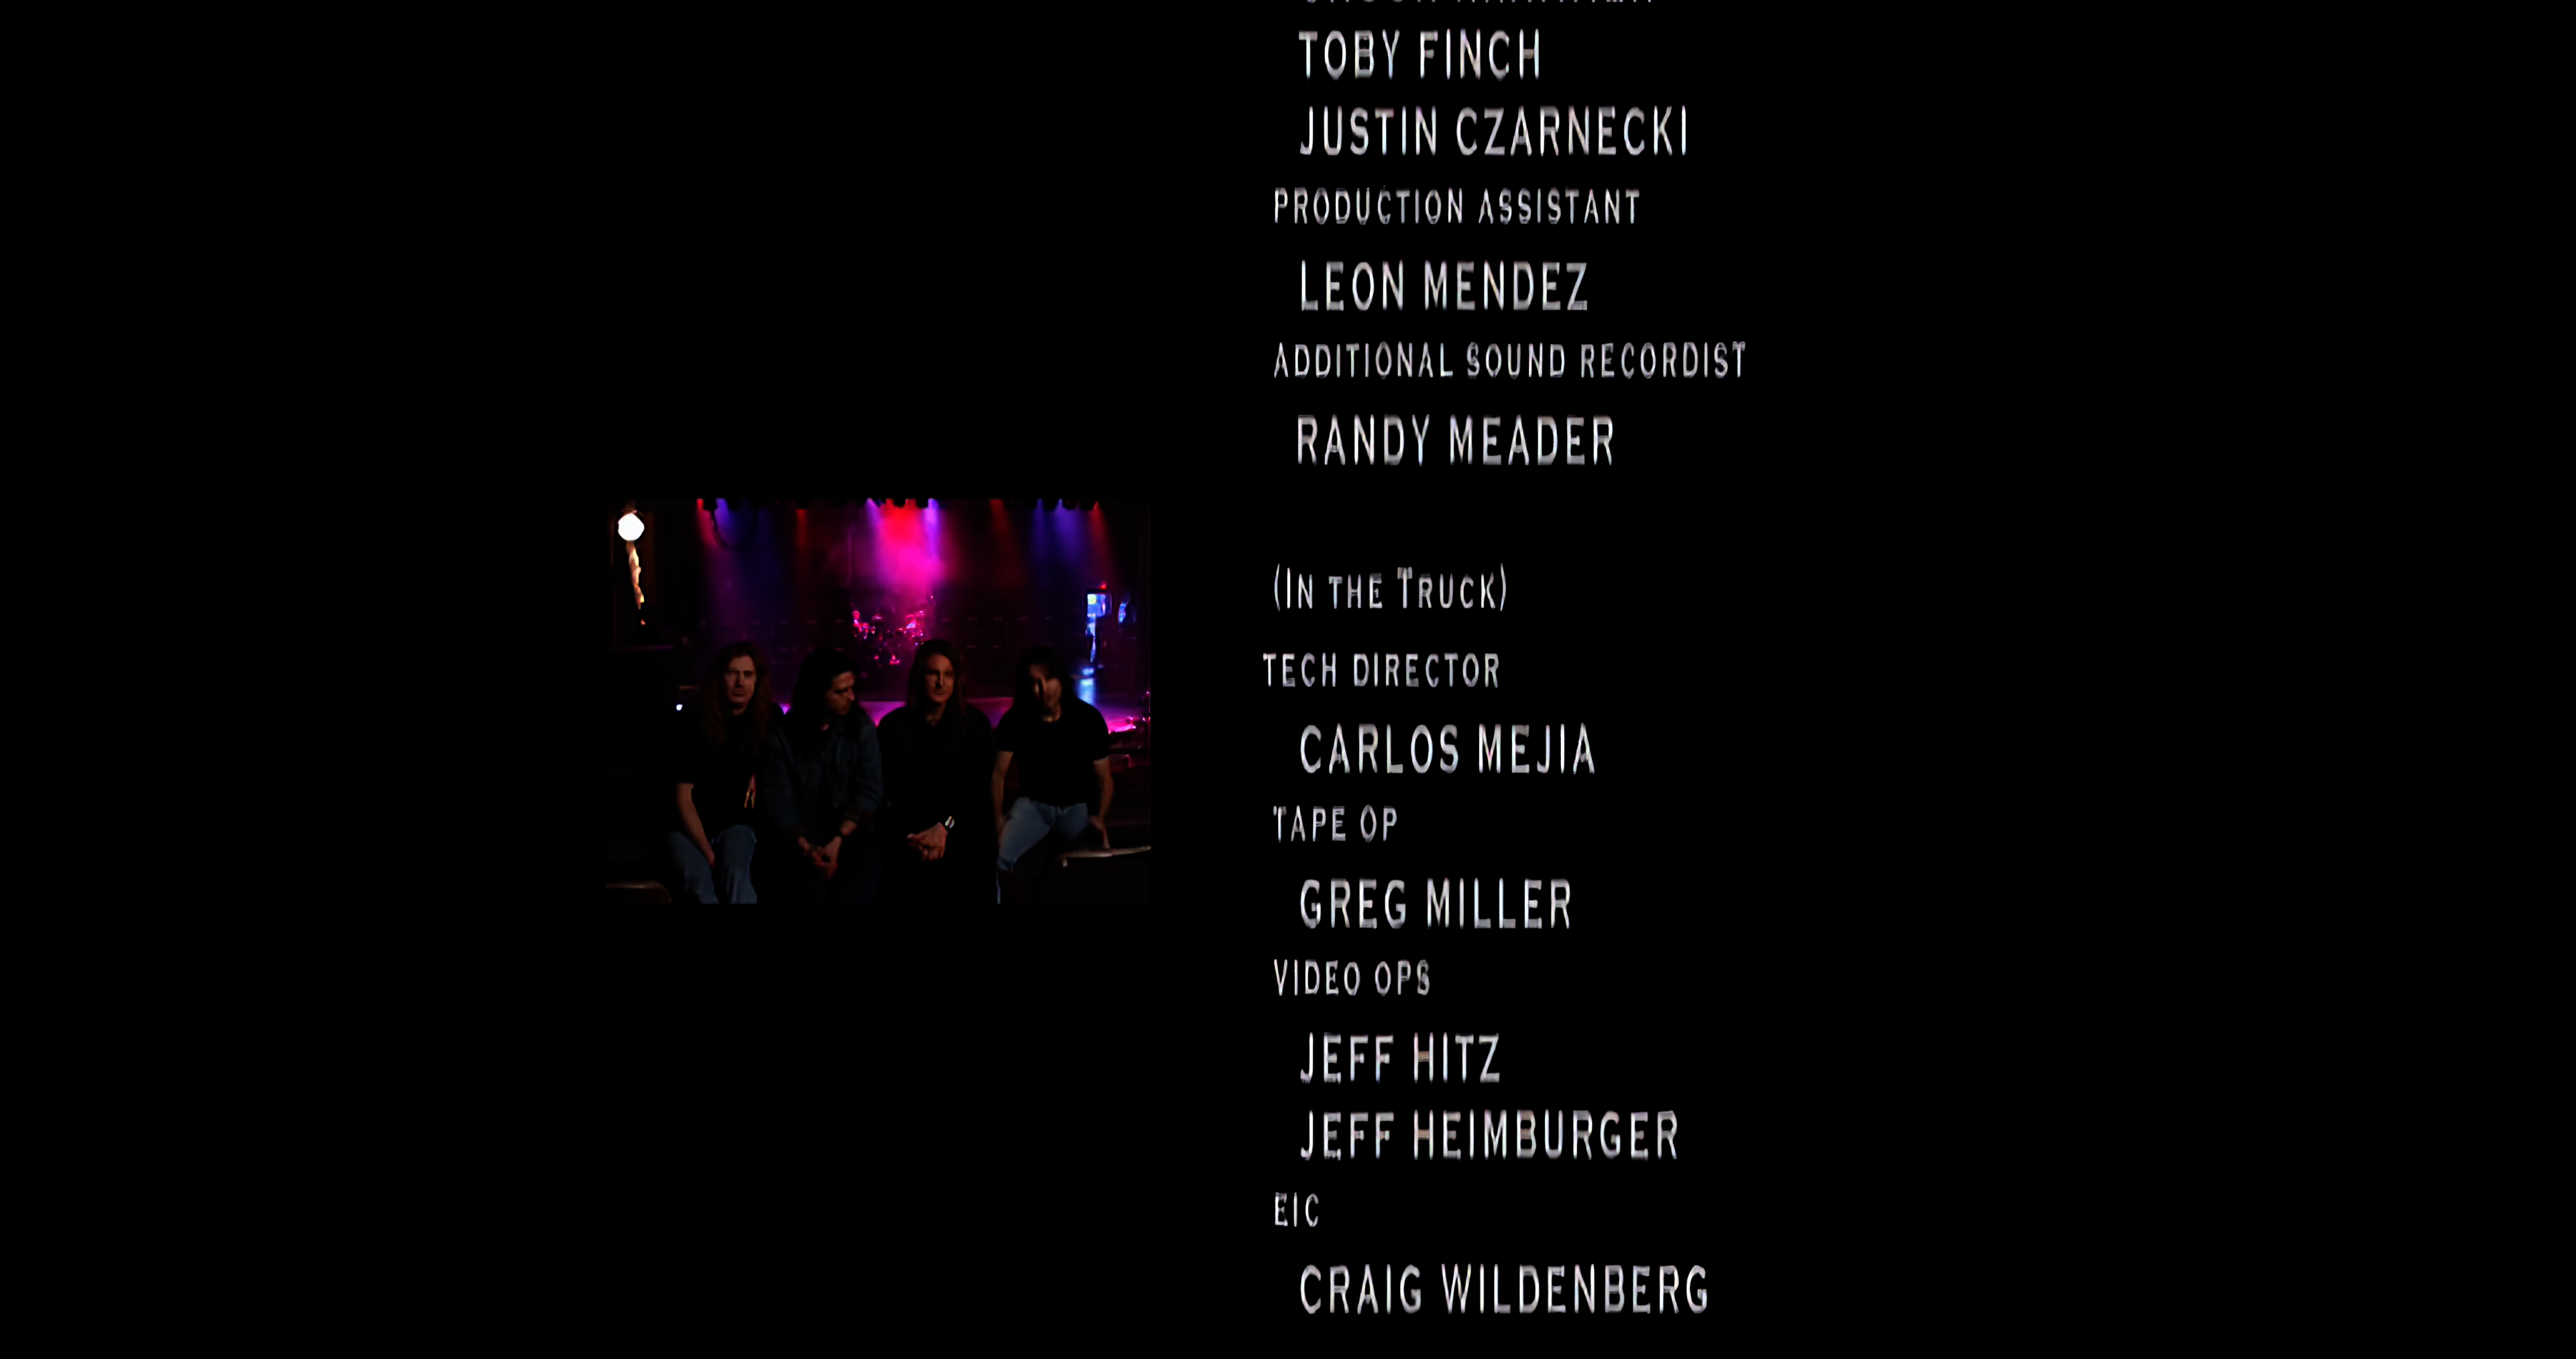 TOBY FINCH
JUSTIN CZARNECKI
PRODUCTION ASSISTANT
LEON MENDEZ
ADDITIONAL SOUND RECORDIST
RANDY MEADER
(IN THE TRUCK)
TECH DIRECTOR
CARLOS MEJIA
TAPE OP
GREG MILLER
VIDEO OPS
JEFF HITZ
JEFF HEIMBURGER
EIC
CRAIG WILDENBERG